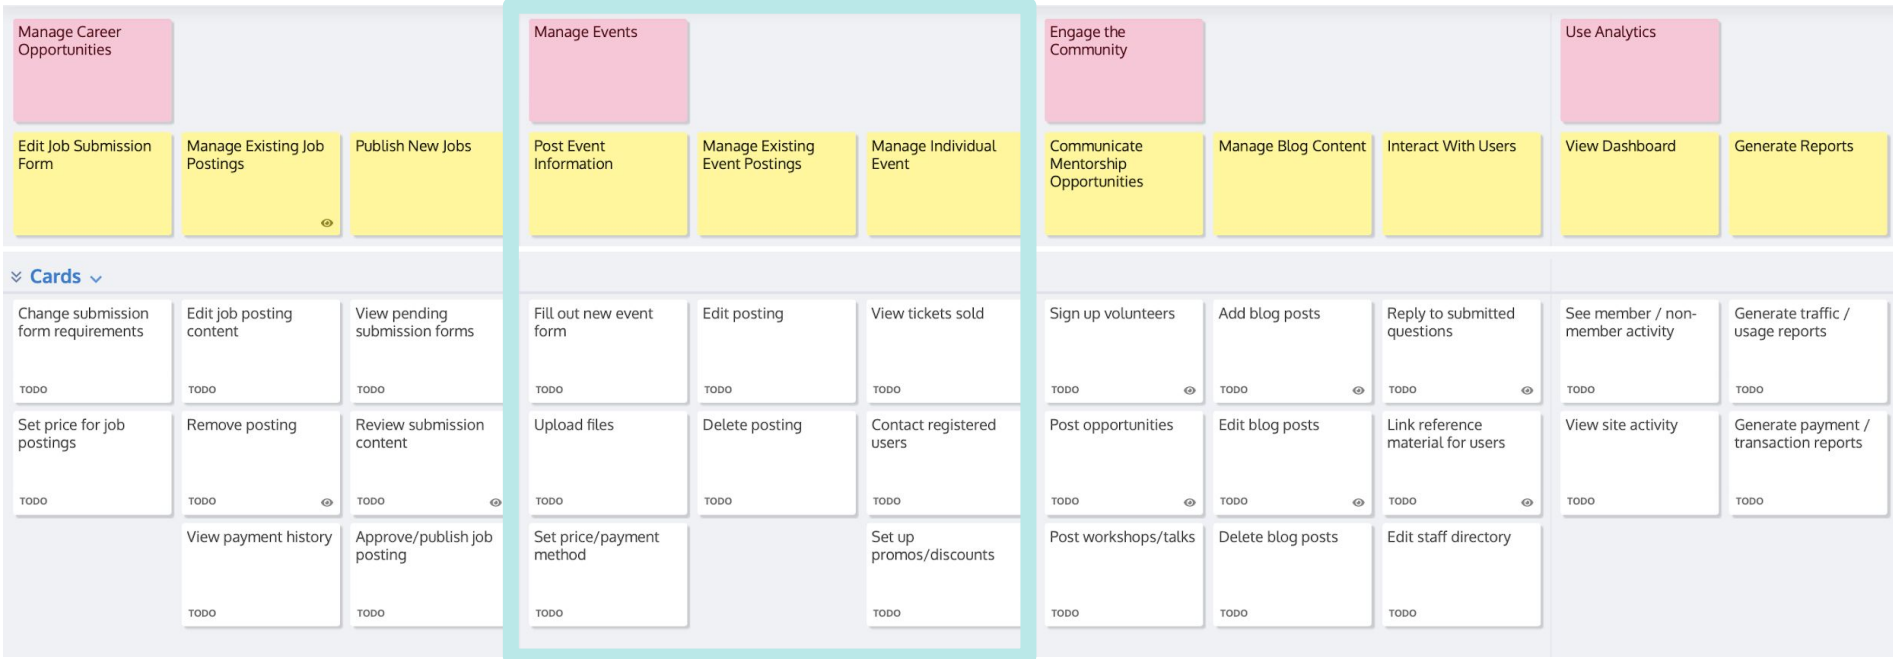 Manage Career
Opportunities
Manage Events
Engage the
Community
Use Analytics
Edit Job Submission
Form
Manage Existing Job
Postings
Publish New Jobs
Post Event
Information
Manage Existing
Event Postings
Manage Individual
Event
Communicate
Mentorship
Opportunities
Manage Blog Content
Interact With Users
View Dashboard
Generate Reports
Cards
Change submission
form requirements
TODO
Edit job posting
content
TODO
View pending
submission forms
TODO
Fill out new event
form
TODO
Edit posting
TODO
View tickets sold
TODO
Sign up volunteers
TODO
Add blog posts
TODO
Reply to submitted
questions
TODO
See member / non-
member activity
TODO
Generate traffic /
usage reports
TODO
Set price for job
postings
TODO
Remove posting
TODO
Review submission
content
TODO
Upload files
TODO
Delete posting
TODO
Contact registered
users
TODO
Post opportunities
TODO
Edit blog posts
TODO
Link reference
material for users
TODO
View site activity
TODO
Generate payment /
transaction reports
TODO
View payment history
TODO
Approve/publish job
posting
TODO
Set price/payment
method
TODO
Set up
promos/discounts
TODO
Post workshops/talks
TODO
Delete blog posts
TODO
Edit staff directory
TODO